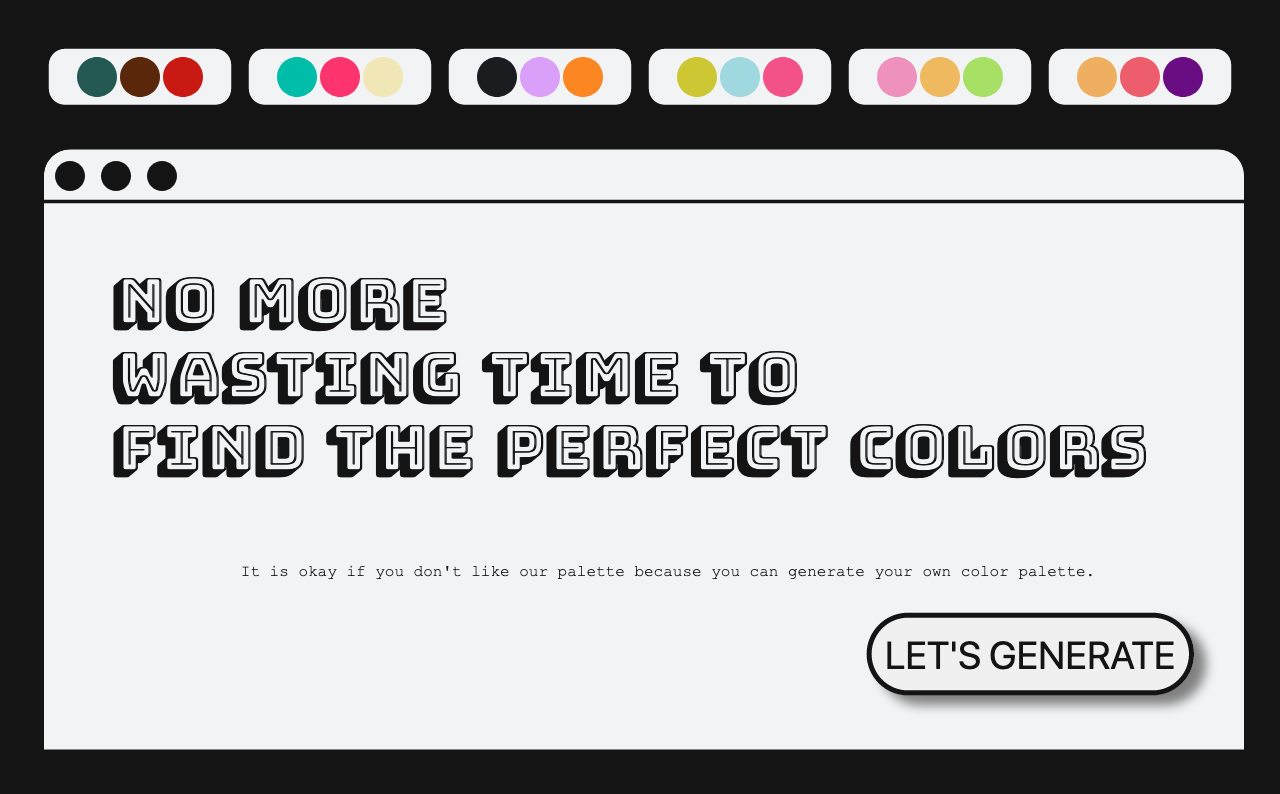 NO MORE
WASTING TIME TO
FIND THE PERFECT COLORS
It is okay if you don't like our palette because you can generate your own color palette.
LET'S GENERATE